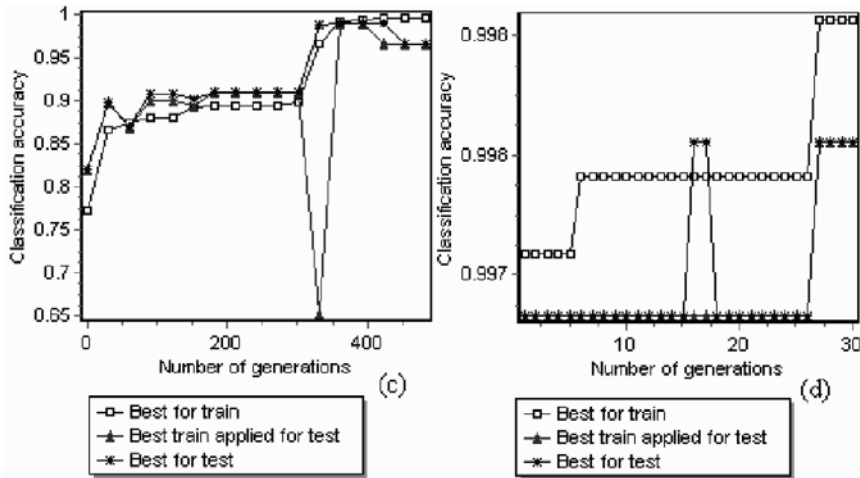 Classification accuracy
1
0.95
0.9
0.85
0.8
0.75
0.7
0.65
0
200
400
Number of generations
(c)
Best for train
Best train applied for test
Best for test
Classification accuracy
0.998
0.998
0.997
10
20
30
Number of generations
(d)
Best for train
Best train applied for test
Best for test